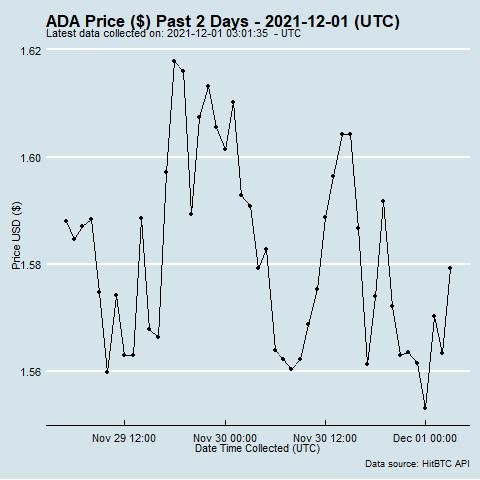 ADA Price ($) Past 2 Days - 2021-12-01 (UTC)
Latest data collected on: 2021-12-01 03:01:35 - UTC
1.62
1.60
1.58
1.56
Price USD ($)
Nov 29 12:00 Nov 30 00:00 Nov 30 12:00 Dec 01 00:00
Date Time Collected (UTC)
Data source: HitBTC API